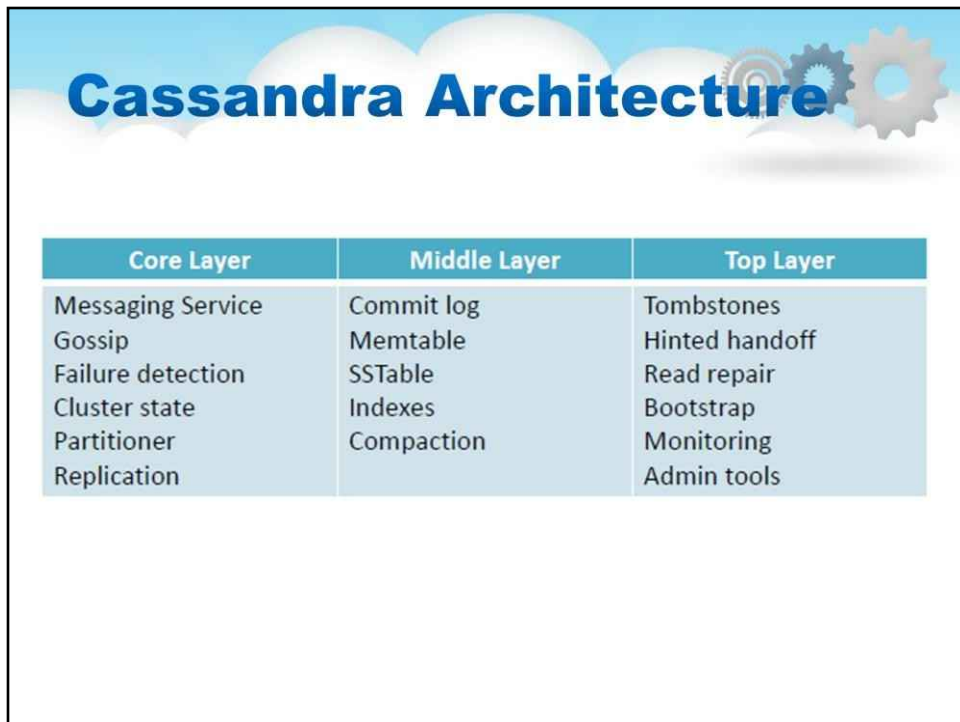 Cassandra Architecture
Core Layer Middle Layer Top Layer
Messaging Service Commit log Tombstones
Gossip Memtable Hinted handoff
Failure detection SSTable Read repair
Cluster state Indexes Bootstrap
Partitioner Compaction Monitoring
Replication Admin tools